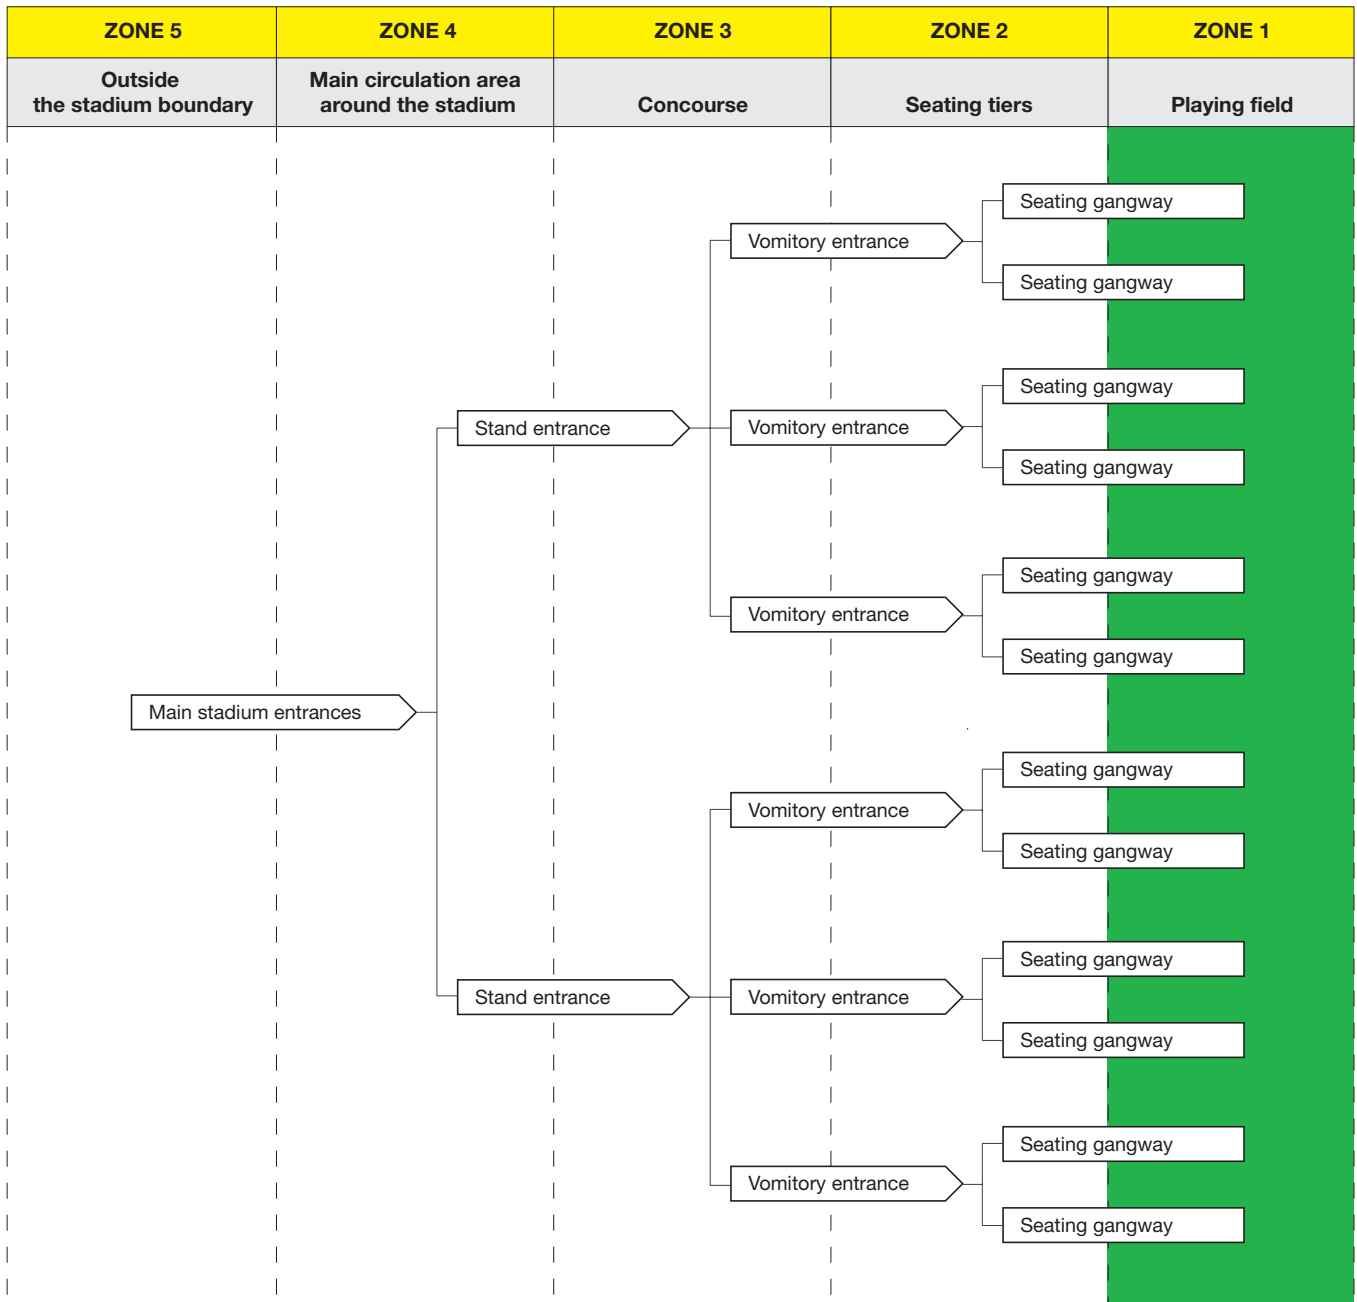 ZONE 5
ZONE 4
ZONE 3
ZONE 2
ZONE 1
Outside
the stadium boundary
Main circulation area
around the stadium
Concourse
Seating tiers
Playing field
Seating gangway
Vomitory entrance
Seating gangway
Seating gangway
Stand entrance
Vomitory entrance
Seating gangway
Seating gangway
Vomitory entrance
Seating gangway
Main stadium entrances
Seating gangway
Vomitory entrance
Seating gangway
Seating gangway
Stand entrance
Vomitory entrance
Seating gangway
Seating gangway
Vomitory entrance
Seating gangway